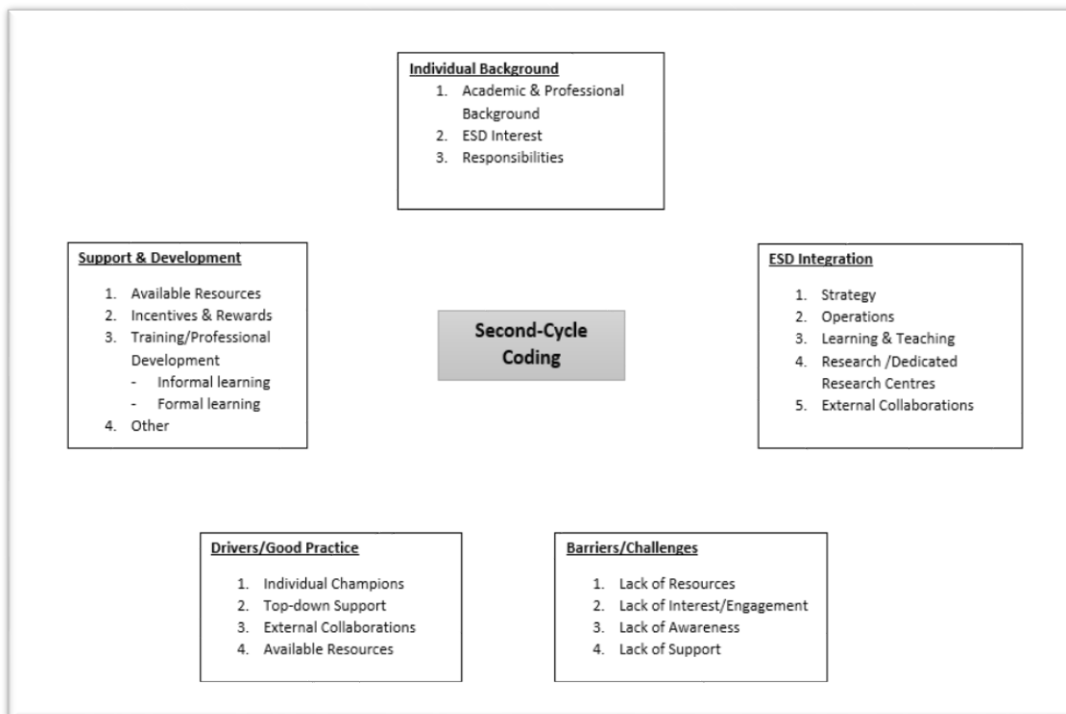 Individual Background
1. Academic & Professional
Background
2. ESD Interest
3. Responsibilities
Support & Development
1. Available Resources
2. Incentives & Rewards
3. Training/Professional
Development
- Informal learning
- Formal learning
4. Other
Second-Cycle
Coding
ESD Integration
1. Strategy
2. Operations
3. Learning & Teaching
4. Research /Dedicated
Research Centres
5. External Collaborations
Drivers/Good Practice
1. Individual Champions
2. Top-down Support
3. External Collaborations
4. Available Resources
Barriers/Challenges
1. Lack of Resources
2. Lack of Interest/Engagement
3. Lack of Awareness
4. Lack of Support